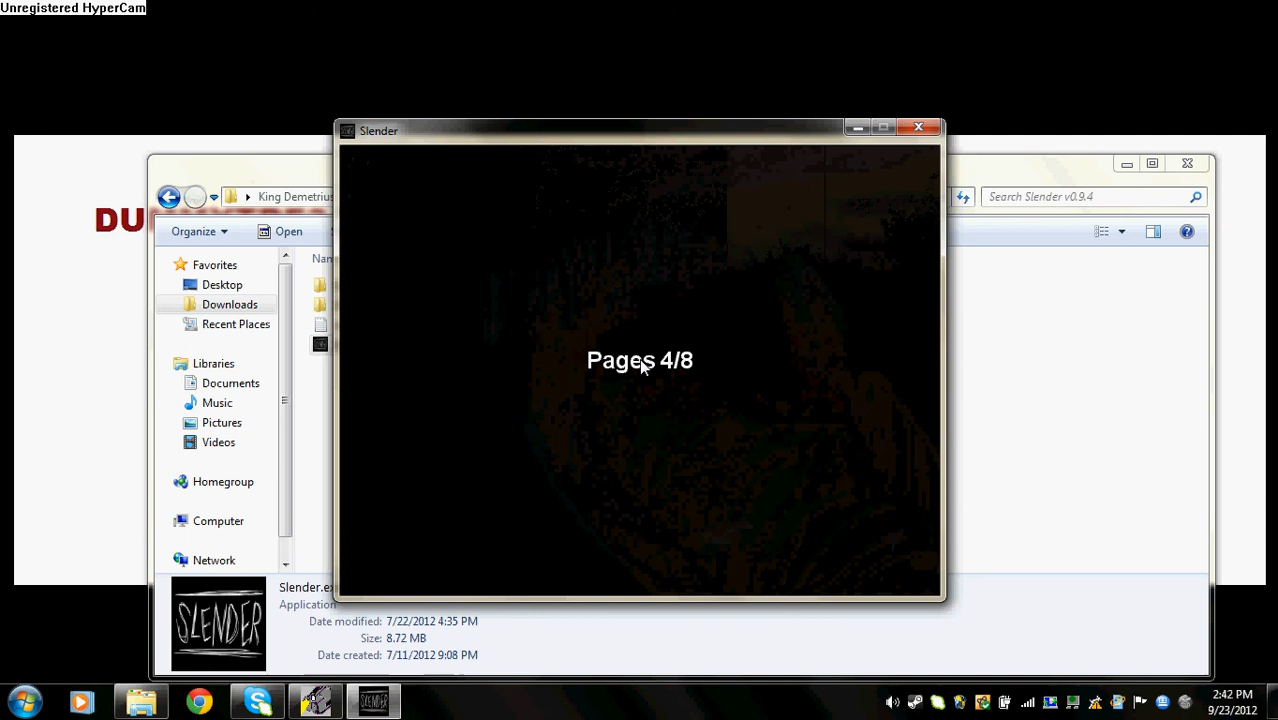 Unregistered HyperCam
Slender
King Demetrius
Search Slender v0.9.4
DU
Organize
Open
Favorites
Desktop
Downloads
Recent Places
Libraries
Documents
Music
Pictures
Videos
Homegroup
Computer
Network
Pages 4/8
SLENDER
Slender.ex
Application
Date modified: 7/22/2012 4:35 PM
Size: 8.72 MB
Date created: 7/11/2012 9:08 PM
2:42 PM
9/23/2012